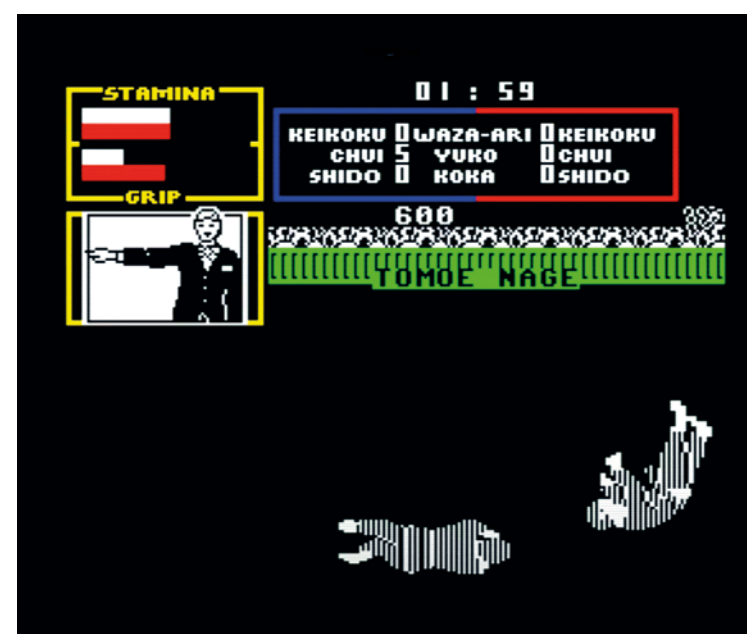 STAMINA
GRIP
01 : 59
KEIKOKU 0 WAZA-ARI 0 KEIKOKU
CHUI 5 YUKO 0 CHUI
SHIDO 0 KOKA 0 SHIDO
600
TOMOE NAGE